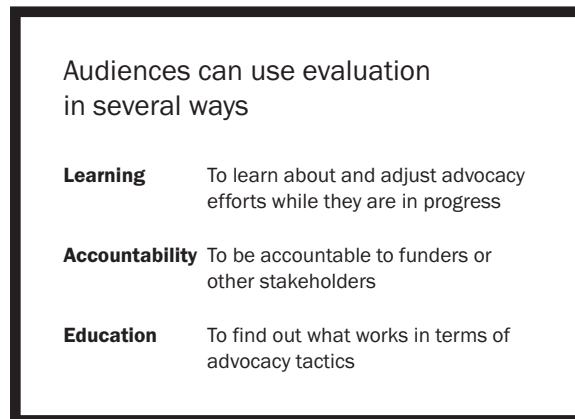 Audiences can use evaluation
in several ways
Learning To learn about and adjust advocacy
efforts while they are in progress
Accountability To be accountable to funders or
other stakeholders
Education To find out what works in terms of
advocacy tactics